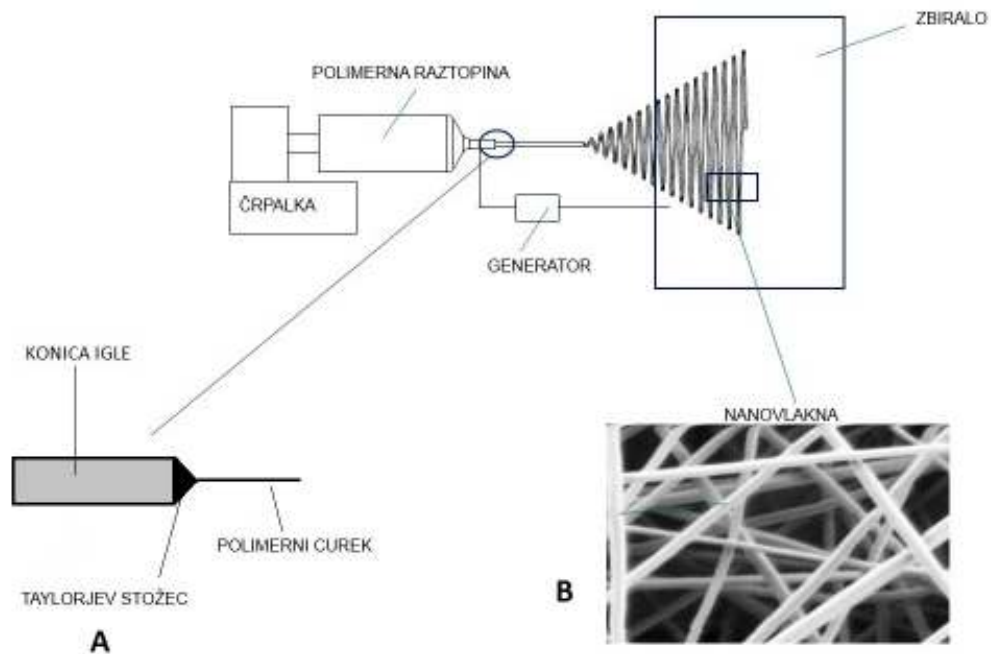 ZBIRALO
POLIMERNA RAZTOPINA
ČRPALKA
GENERATOR
KONICA IGLE
NANOVLAKNA
POLIMERNI CUREK
TAYLORJEV STOŽEC
B
A